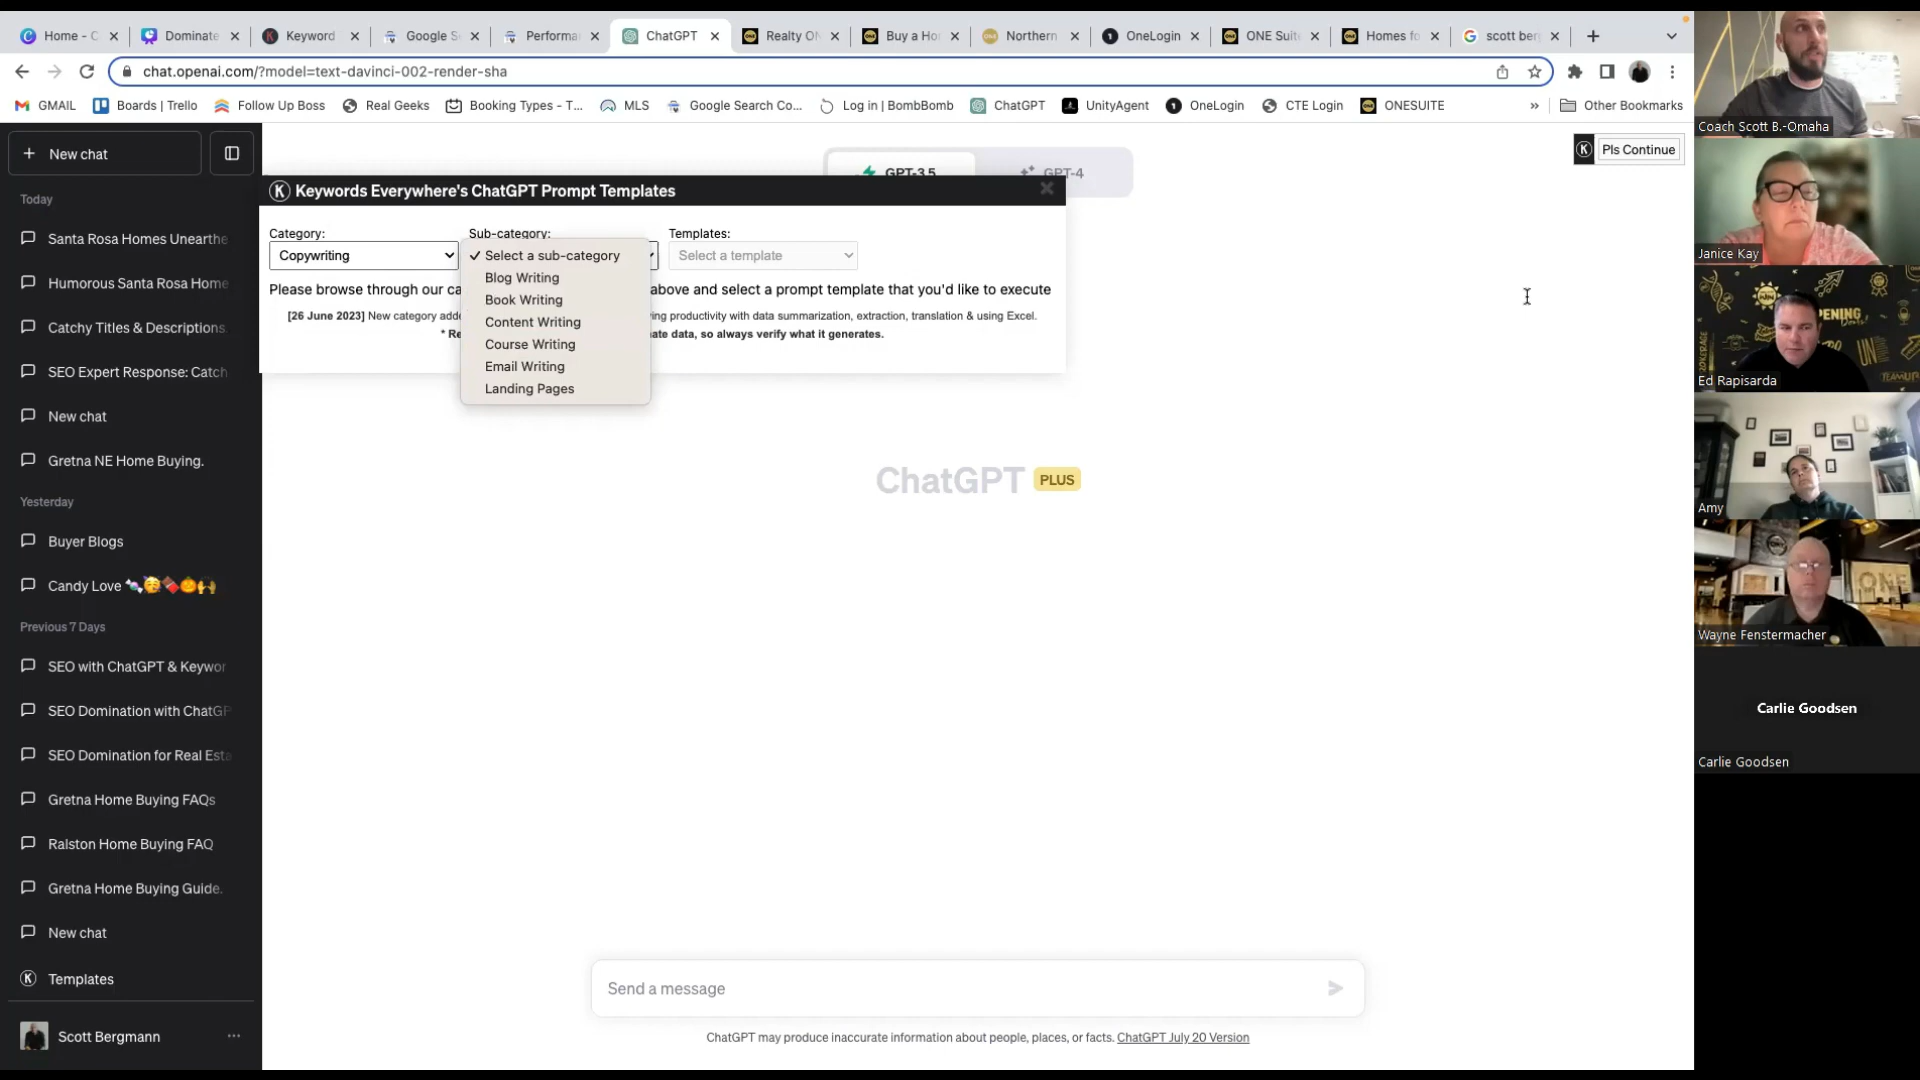 Home - C
Dominate
Keyword
Google S
Performa
ChatGPT
Realty ON
Buy a Ho
Northern
OneLogin
ONE Suit
Homes fo
scott ber
chat.openai.com/?model=text-davinci-002-render-sha
GMAIL
Boards | Trello
Follow Up Boss
Real Geeks
Booking Types - T...
MLS
Google Search Co...
Log in | BombBomb
ChatGPT
UnityAgent
OneLogin
CTE Login
ONESUITE
»
Other Bookmarks
+ New chat
Today
Santa Rosa Homes Unearthe
Humorous Santa Rosa Home
Catchy Titles & Descriptions.
SEO Expert Response: Catch
New chat
Gretna NE Home Buying.
Yesterday
Buyer Blogs
Candy Love 🍬🥳🍫🎃🙌
Previous 7 Days
SEO with ChatGPT & Keywor
SEO Domination with ChatGP
SEO Domination for Real Esta
Gretna Home Buying FAQs
Ralston Home Buying FAQ
Gretna Home Buying Guide.
New chat
Templates
Scott Bergmann
...
GPT-3.5
GPT-4
Pls Continue
Keywords Everywhere's ChatGPT Prompt Templates
Category:
Sub-category:
Templates:
Copywriting
✓ Select a sub-category
Select a template
Blog Writing
Book Writing
Content Writing
Course Writing
Email Writing
Landing Pages
Please browse through our ca above and select a prompt template that you'd like to execute
[26 June 2023] New category adde ing productivity with data summarization, extraction, translation & using Excel.
* Re ate data, so always verify what it generates.
ChatGPT PLUS
Send a message
ChatGPT may produce inaccurate information about people, places, or facts. ChatGPT July 20 Version
Coach Scott B.-Omaha
Janice Kay
OPENING
Ed Rapisarda
Amy
ONE
Wayne Fenstermacher
Carlie Goodsen
Carlie Goodsen